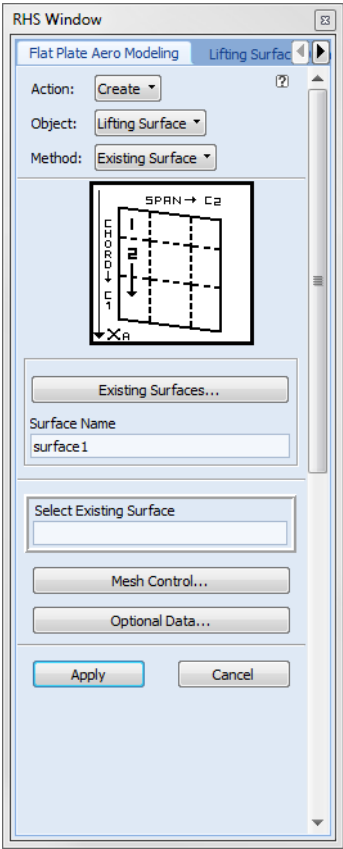 RHS Window
Flat Plate Aero Modeling
Lifting Surfac
Action: Create
?
Object: Lifting Surface
Method: Existing Surface
SPAN→ C2
CHORD→ C1
1
2
XA
Existing Surfaces...
Surface Name
surface1
Select Existing Surface
Mesh Control...
Optional Data...
Apply Cancel